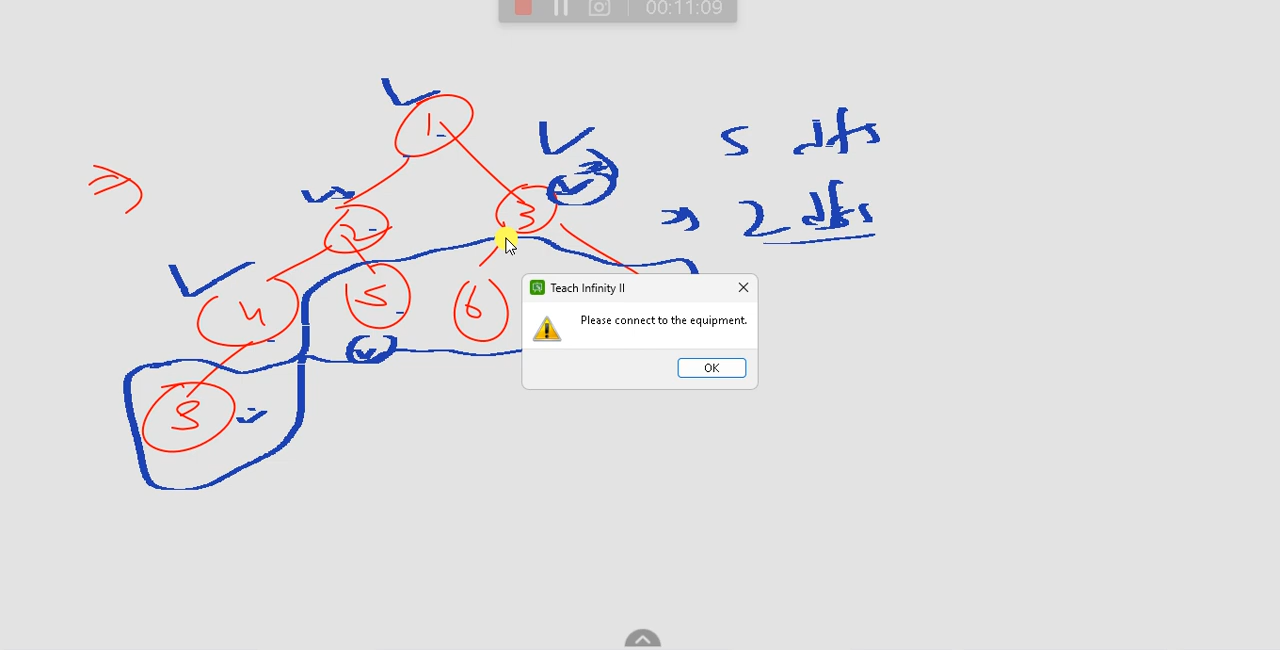 00:11:09
1
S dfs
2 dfs
2
3
4
5
6
Teach Infinity II
Please connect to the equipment.
OK